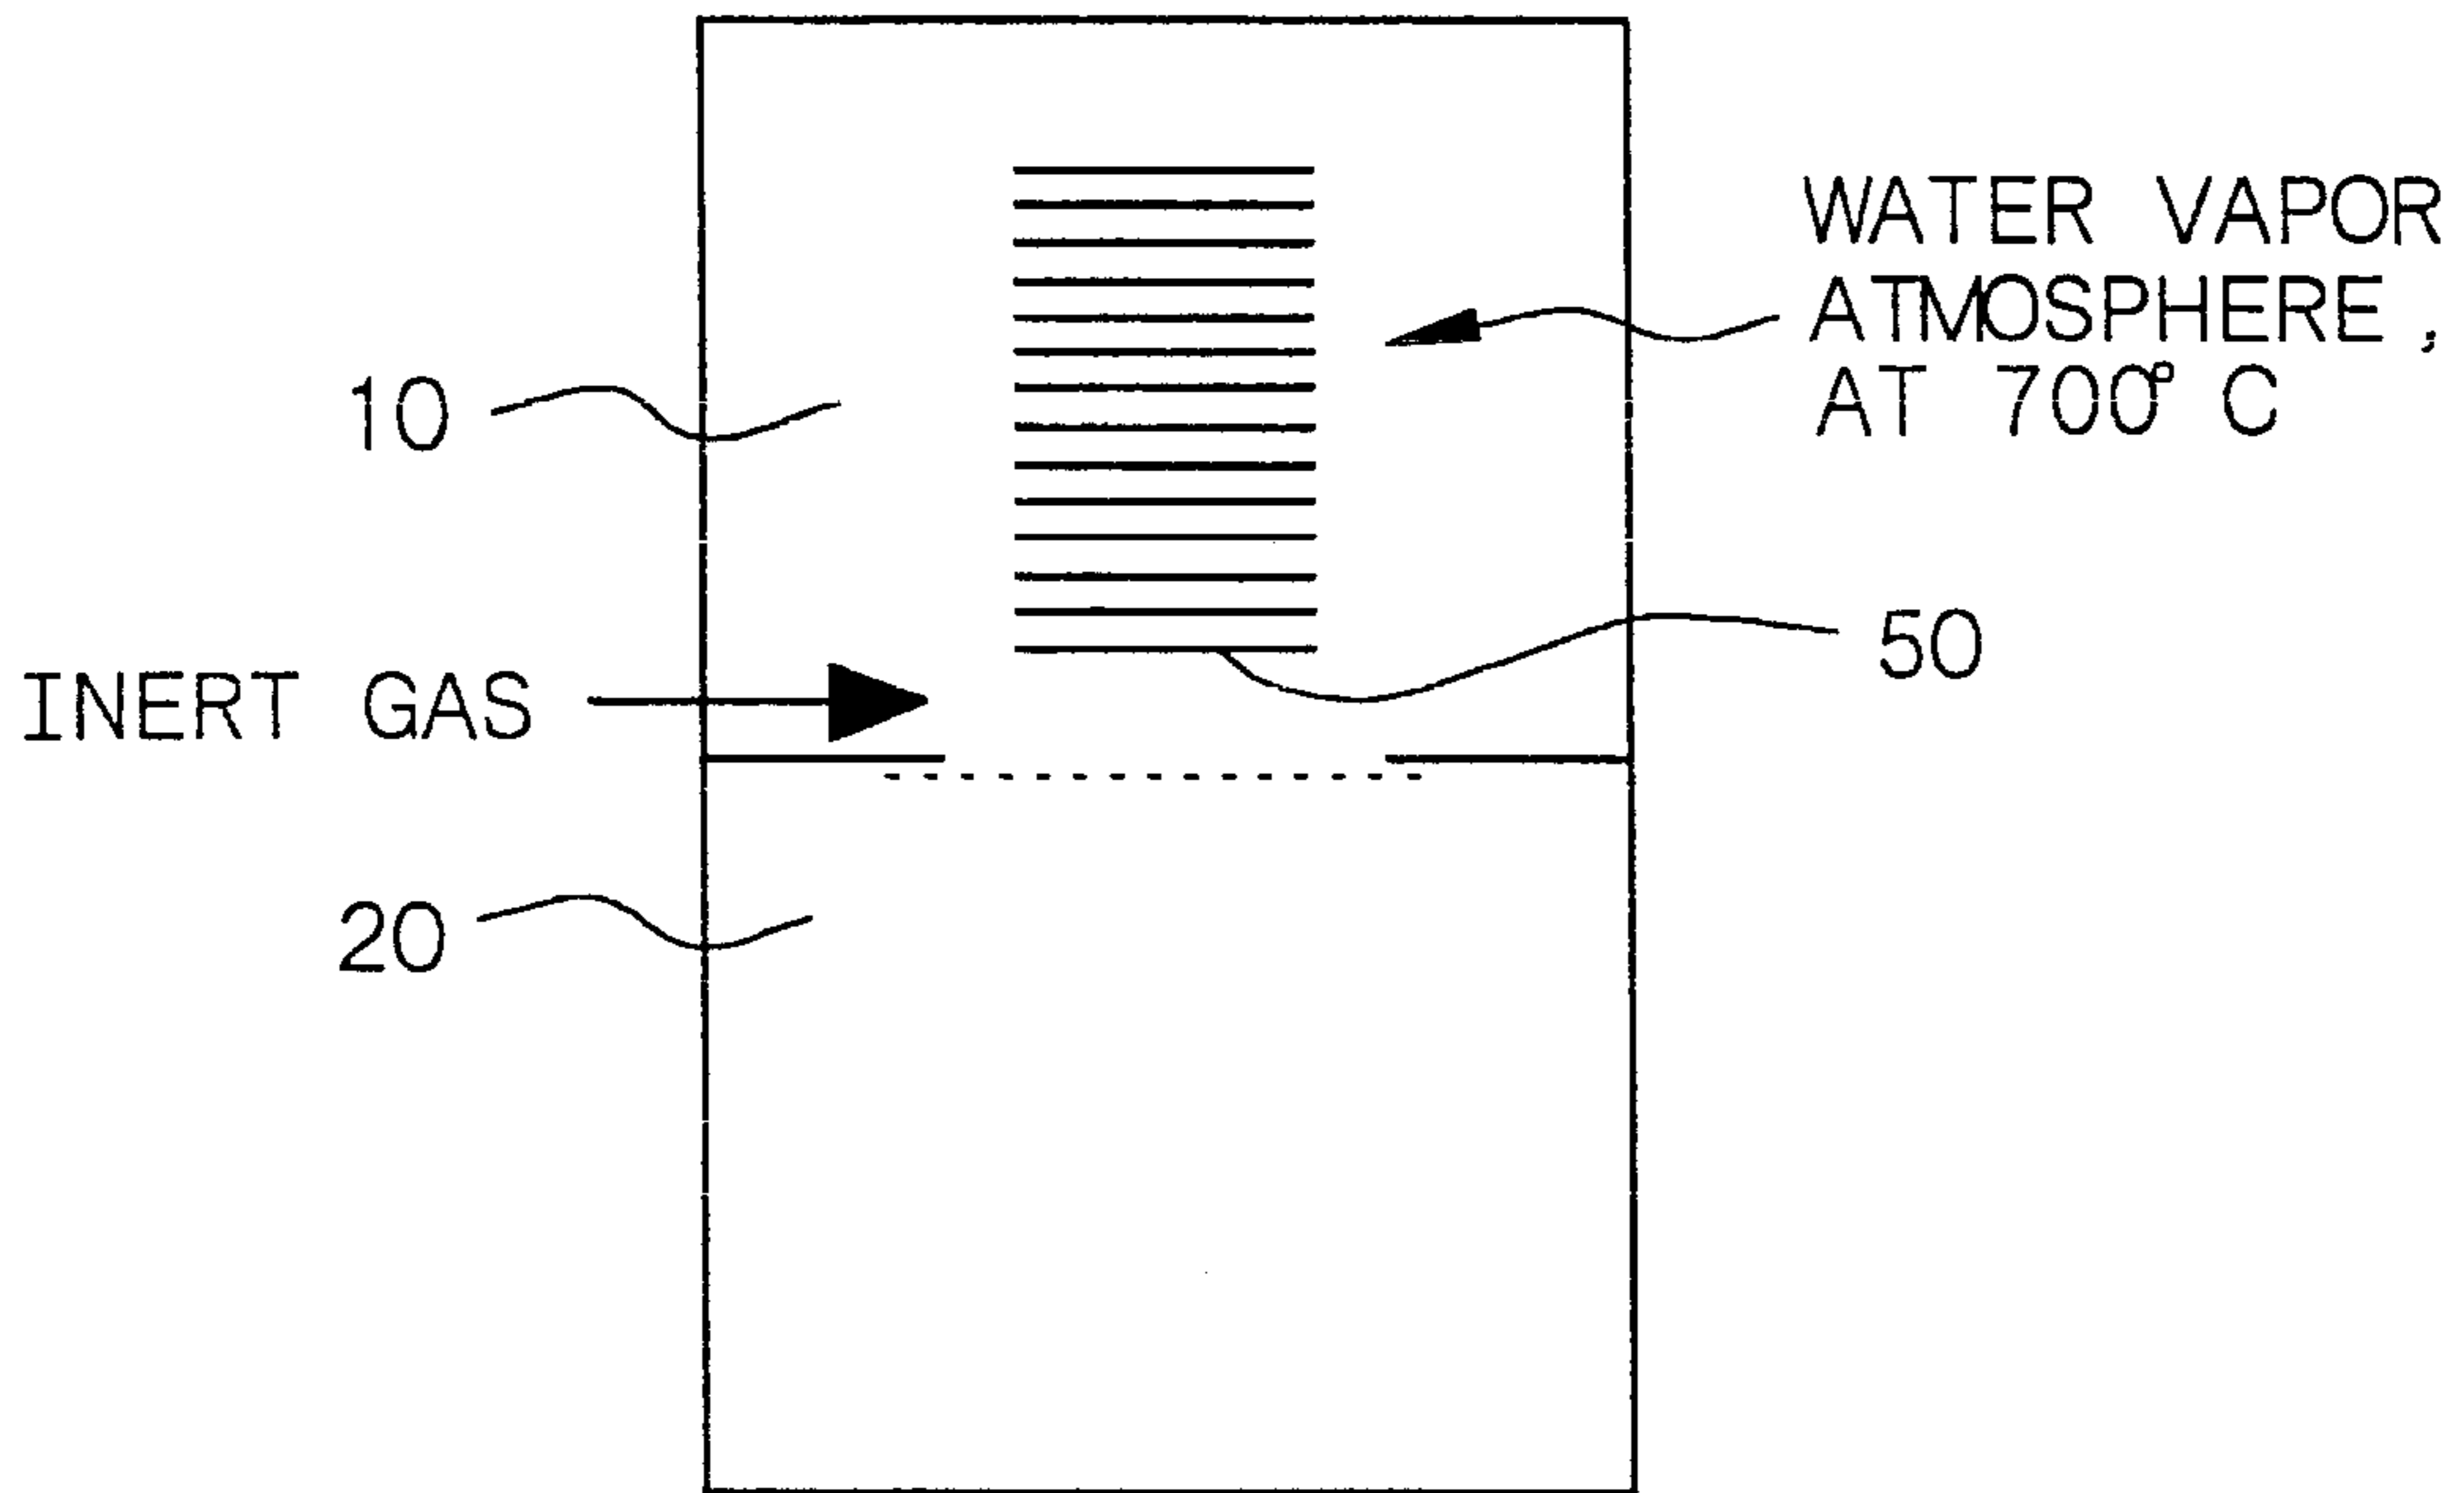 WATER VAPOR
ATMOSPHERE,
AT 700° C
10
50
INERT GAS
20